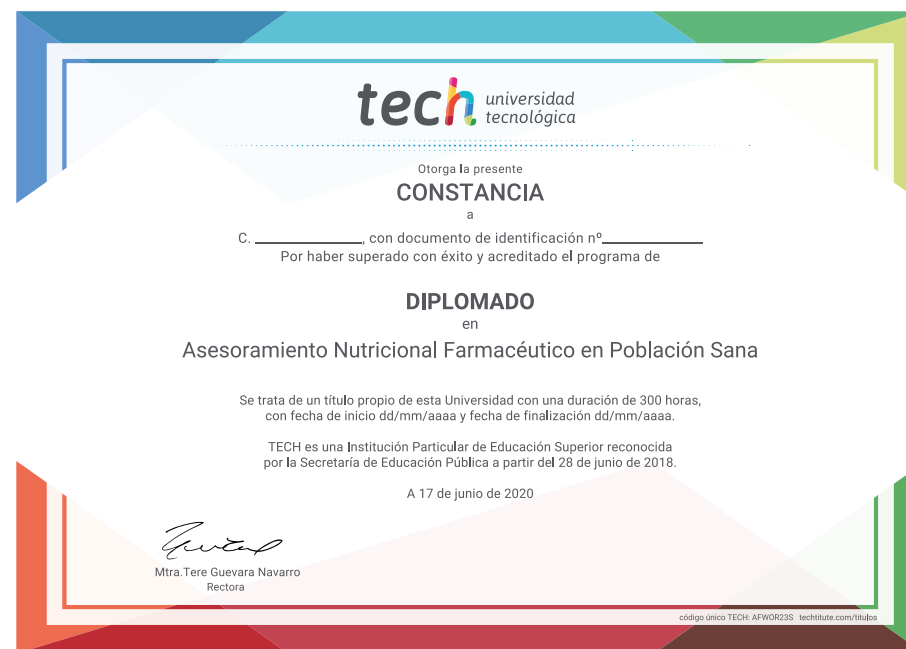 tech universidad
tecnológica
Otorga la presente
CONSTANCIA
a
C. ____________, con documento de identificación nº____________
Por haber superado con éxito y acreditado el programa de
DIPLOMADO
en
Asesoramiento Nutricional Farmacéutico en Población Sana
Se trata de un título propio de esta Universidad con una duración de 300 horas,
con fecha de inicio dd/mm/aaaa y fecha de finalización dd/mm/aaaa.
TECH es una Institución Particular de Educación Superior reconocida
por la Secretaría de Educación Pública a partir del 28 de junio de 2018.
A 17 de junio de 2020
Mtra.Tere Guevara Navarro
Rectora
código único TECH: AFWOR23S techtitute.com/titulos